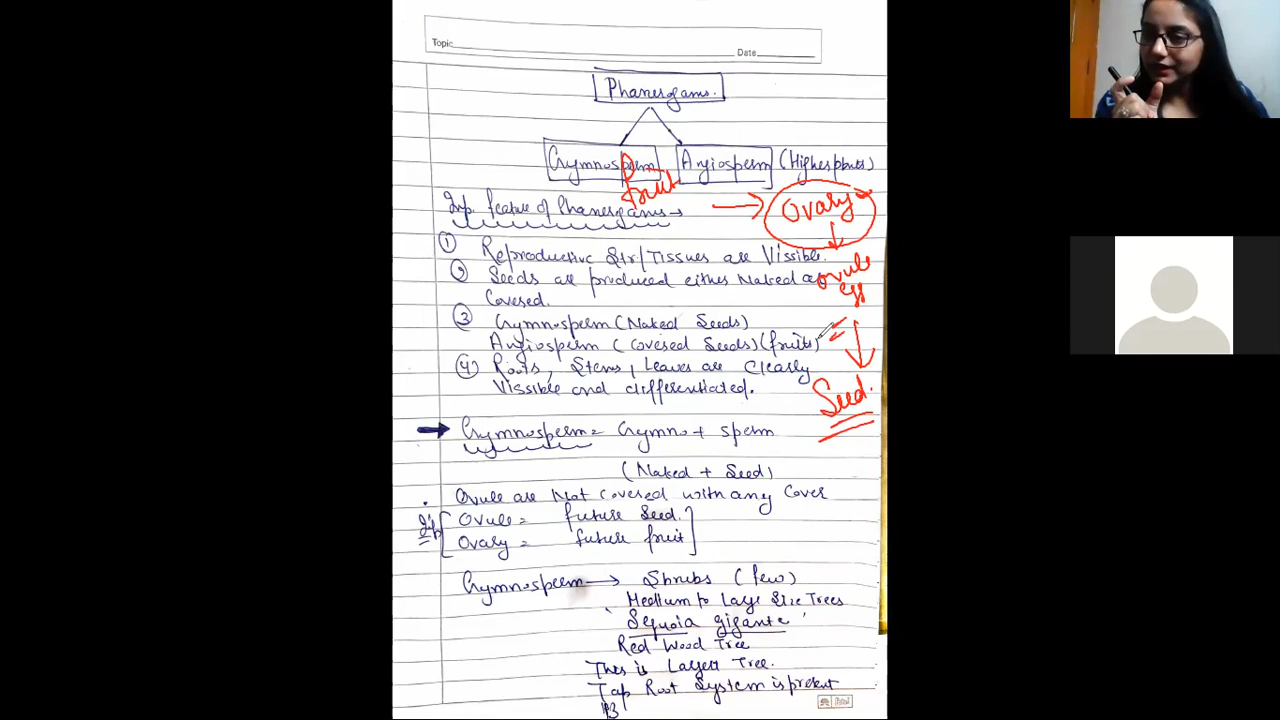 Topic Date
Phanerogams.
Gymnosperm Angiosperm (Higher plants)
fruit
Imp. feature of Phanerogams →
→ Ovary
① Reproductive Str/Tissues are Vissible.
② Seeds are produced either Naked or
ovule
egg
Covered.
③ Gymnosperm (Naked Seeds)
Angiosperm (Covered Seeds) (fruits)
④ Roots, Stems, Leaves are Clearly
Vissible and differentiated.
Seed.
→ Gymnosperm = Gymno + sperm
(Naked + Seed)
. Ovule are Not Covered with any Cover
Imp
Ovule = future Seed.
Ovary = future fruit
Gymnosperm → Shrubs (few)
Medium to Large Size Trees
'Sequoia gigante'
Red Wood Tree
This is Largest Tree.
Tap Root System is present